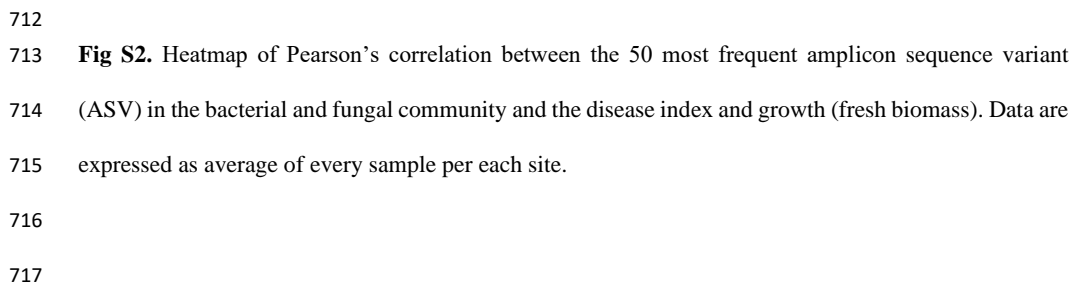 712
713 Fig S2. Heatmap of Pearson's correlation between the 50 most frequent amplicon sequence variant
714 (ASV) in the bacterial and fungal community and the disease index and growth (fresh biomass). Data are
715 expressed as average of every sample per each site.
716
717